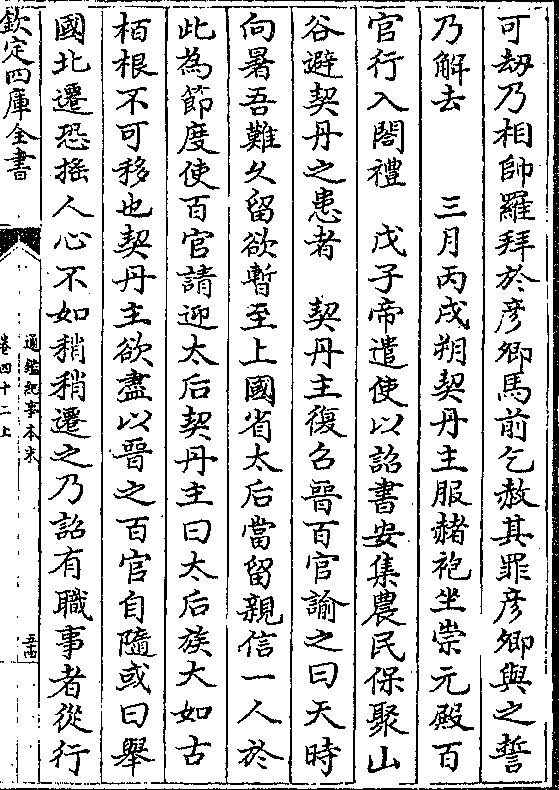 可劫乃相帥羅拜於彦卿馬前乞赦其罪彦卿與之誓
乃解去　　三月丙戌朔契丹主服赭袍坐崇元殿百
官行入閤禮　戊子帝遣使以詔書安集農民保聚山
谷避契丹之患者　契丹主復召晉百官諭之曰天時
向暑吾難久留欲暫至上國省太后當留親信一人於
此為節度使百官請迎太后契丹主曰太后族大如古
栢根不可移也契丹主欲盡以晉之百官自隨或曰舉
國北遷恐揺人心不如稍稍遷之乃詔有職事者從行
欽定四庫全書
通鑑紀事本末
卷四十二上
五十四